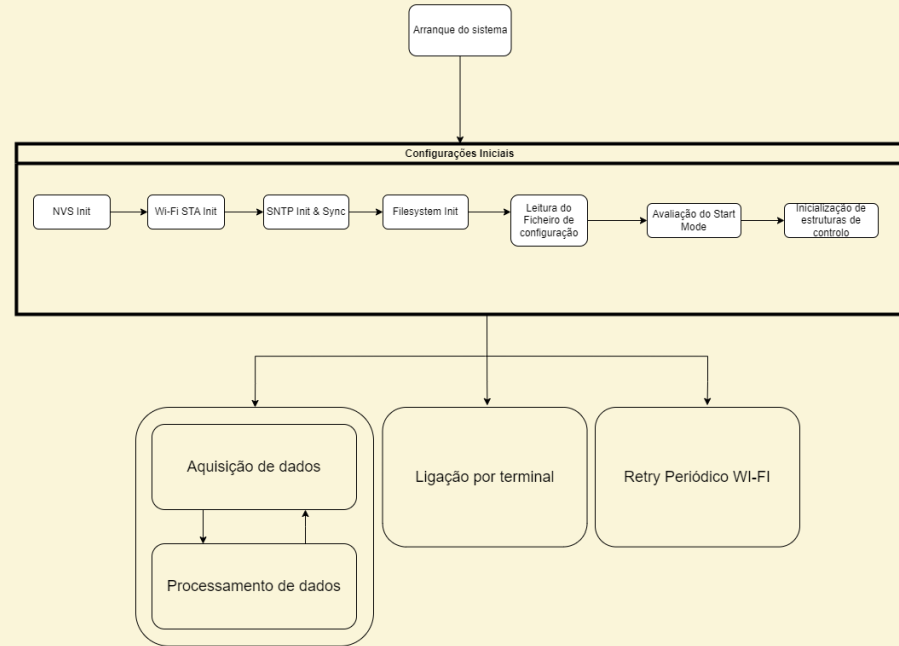 Arranque do sistema
Configurações Iniciais
NVS Init
Wi-Fi STA Init
SNTP Init & Sync
Filesystem Init
Leitura do
Ficheiro de
configuração
Avaliação do Start
Mode
Inicialização de
estruturas de
controlo
Aquisição de dados
Ligação por terminal
Retry Periódico WI-FI
Processamento de dados